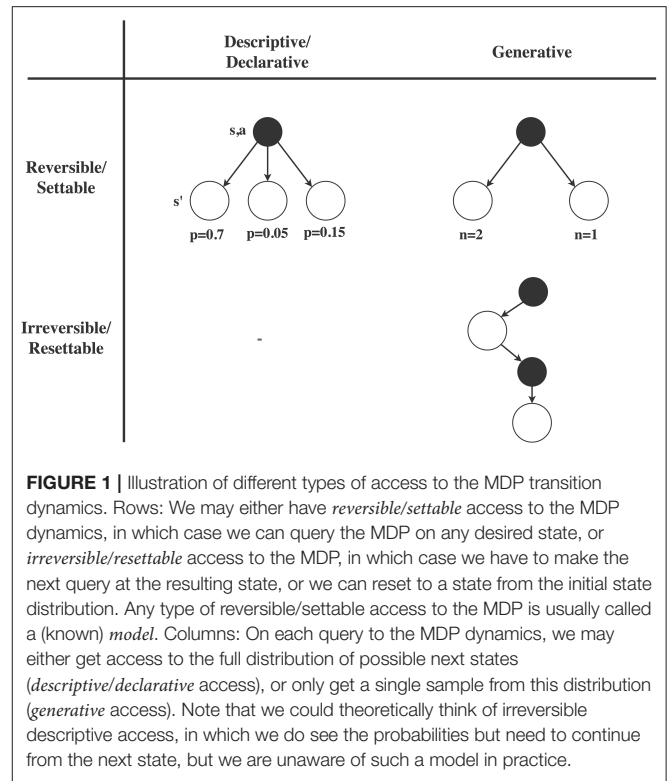 Descriptive/
Declarative
Generative
Reversible/
Settable
s,a
s'
p=0.7
p=0.05
p=0.15
n=2
n=1
Irreversible/
Resettable
-
FIGURE 1 | Illustration of different types of access to the MDP transition
dynamics. Rows: We may either have reversible/settable access to the MDP
dynamics, in which case we can query the MDP on any desired state, or
irreversible/resettable access to the MDP, in which case we have to make the
next query at the resulting state, or we can reset to a state from the initial state
distribution. Any type of reversible/settable access to the MDP is usually called
a (known) model. Columns: On each query to the MDP dynamics, we may
either get access to the full distribution of possible next states
(descriptive/declarative access), or only get a single sample from this distribution
(generative access). Note that we could theoretically think of irreversible
descriptive access, in which we do see the probabilities but need to continue
from the next state, but we are unaware of such a model in practice.